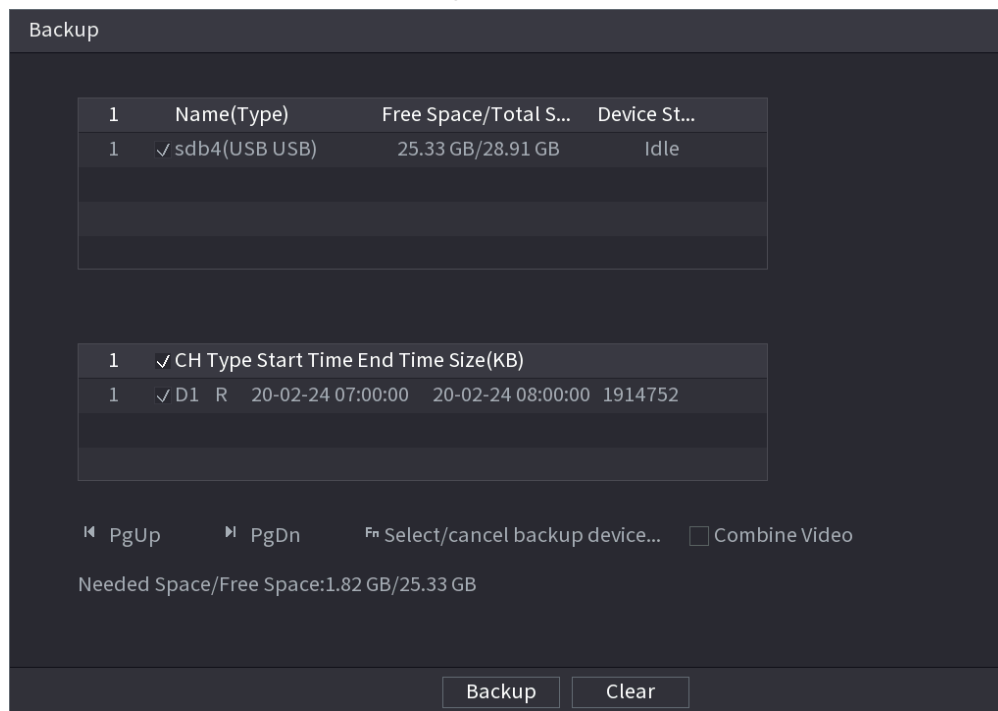 Backup
1 Name(Type) Free Space/Total S... Device St...
1 sdb4(USB USB) 25.33 GB/28.91 GB Idle
1 CH Type Start Time End Time Size(KB)
1 D1 R 20-02-24 07:00:00 20-02-24 08:00:00 1914752
PgUp PgDn Fn Select/cancel backup device... Combine Video
Needed Space/Free Space:1.82 GB/25.33 GB
Backup Clear